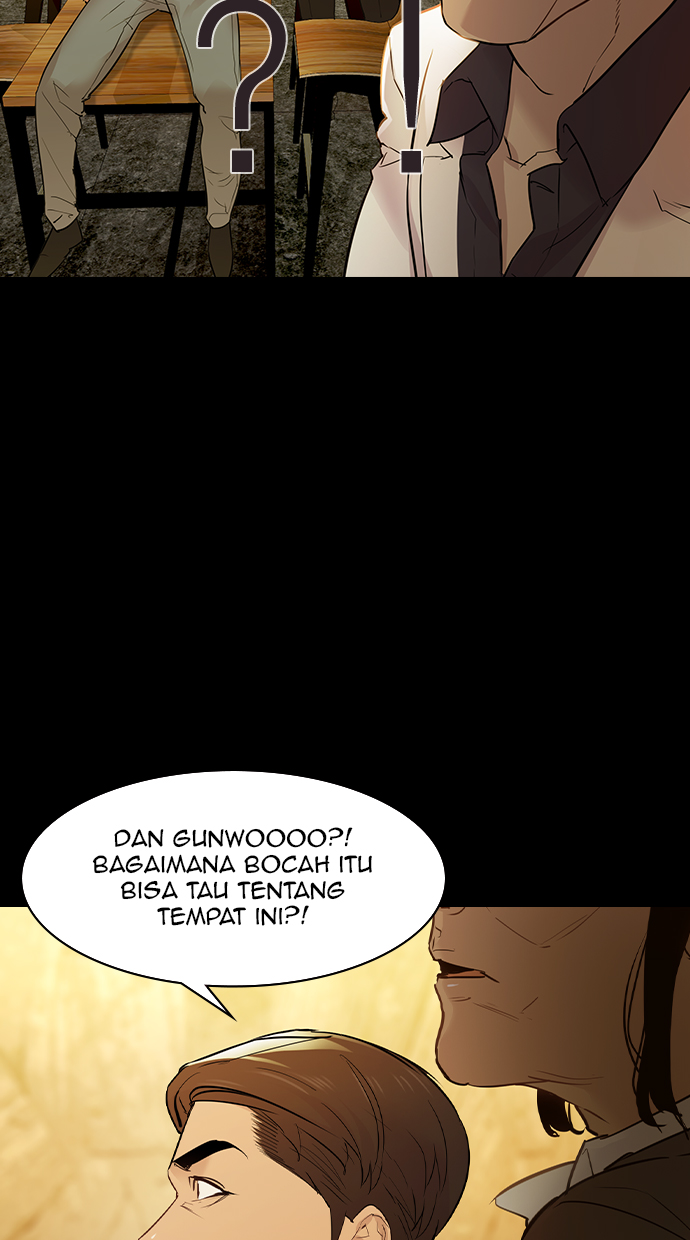 ? !
DAN GUNWOOOO?!
BAGAIMANA BOCAH ITU
BISA TAU TENTANG
TEMPAT INI?!